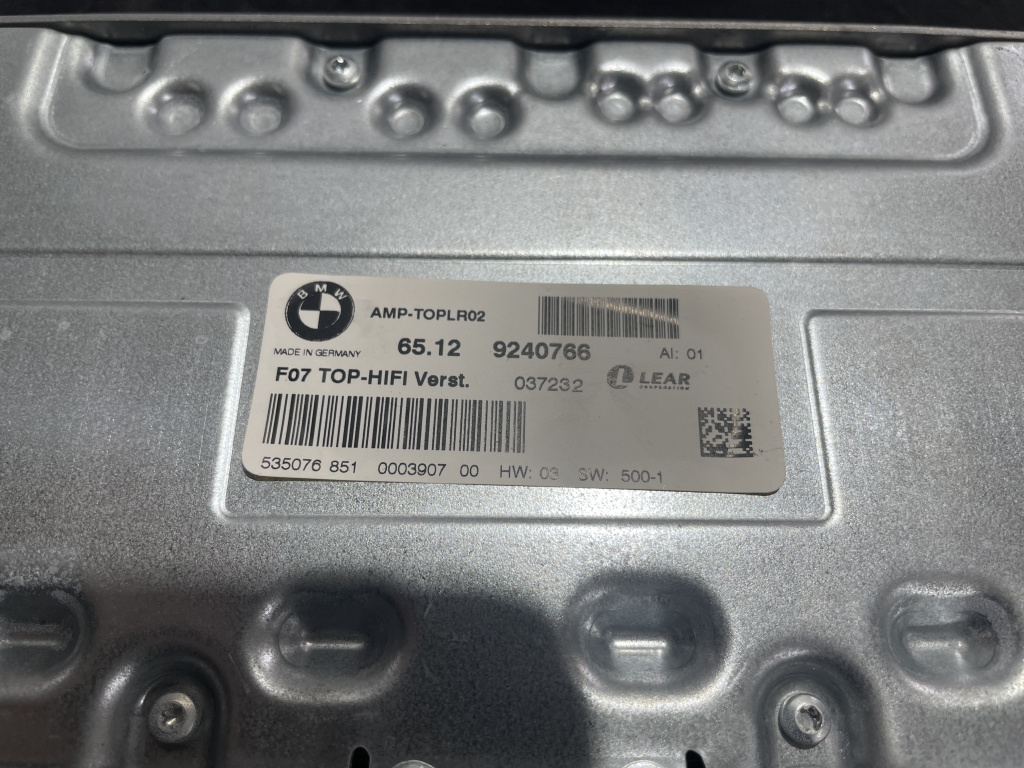 BMW
AMP-TOPLR02
MADE IN GERMANY
65.12 9240766
AI: 01
F07 TOP-HIFI Verst.
037232
LEAR
CORPORATION
535076 851 0003907 00 HW: 03 SW: 500-1